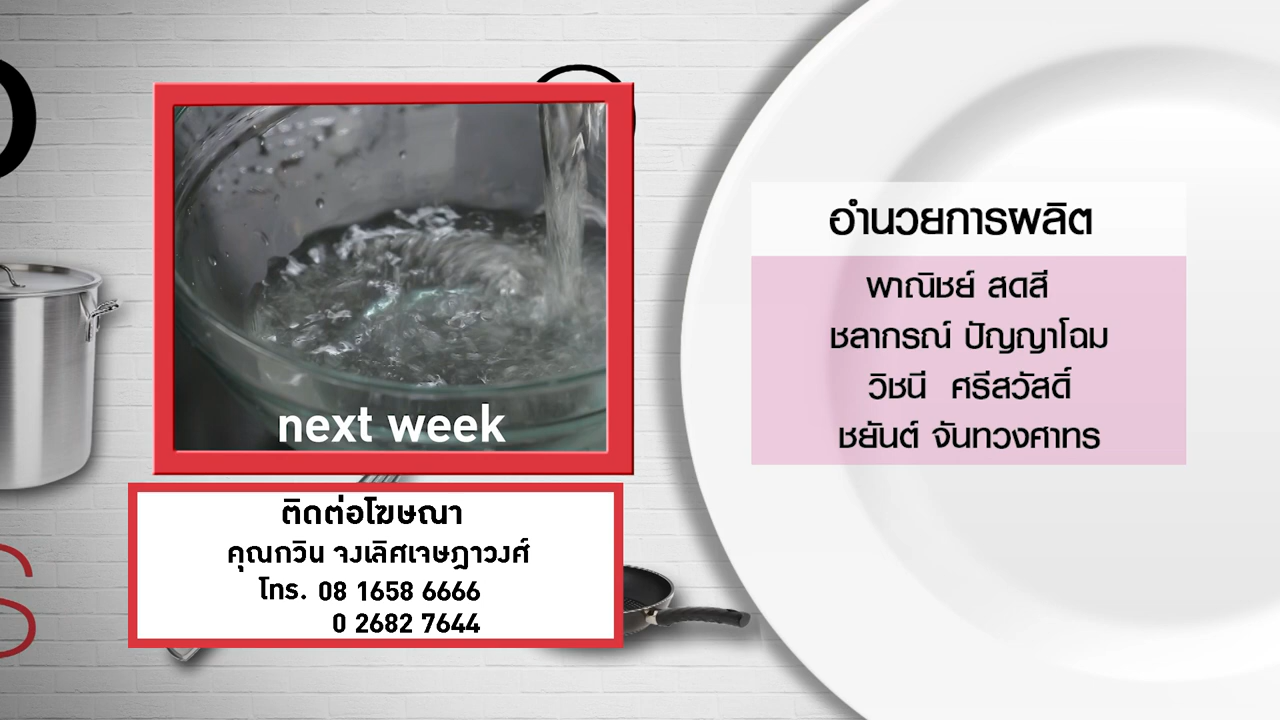 next week
ติดต่อโฆษณา
คุณกวิน จงเลิศเจษฎาวงศ์
โทร. 08 1658 6666
0 2682 7644
อำนวยการผลิต
พาณิชย์ สดสี
ชลากรณ์ ปัญญาโฉม
วิชนี ศรีสวัสดิ์
ชยันต์ จันทวงศาทร